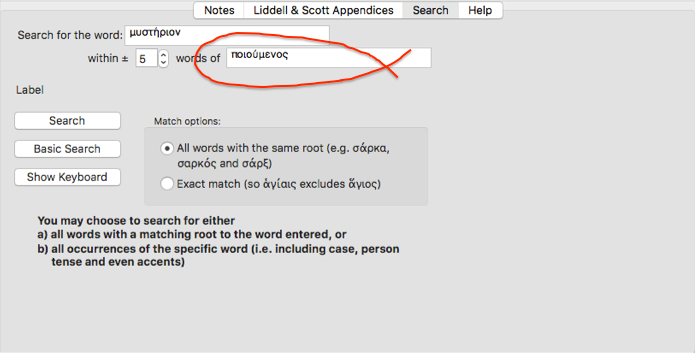 Notes Liddell & Scott Appendices Search Help
Search for the word: μυστήριον
within ± 5 words of ποιούμενος
Label
Search Match options:
Basic Search All words with the same root (e.g. σάρκα,
σαρκός and σάρξ)
Show Keyboard Exact match (so ἁγίαις excludes ἅγιος)
You may choose to search for either
a) all words with a matching root to the word entered, or
b) all occurrences of the specific word (i.e. including case, person
tense and even accents)